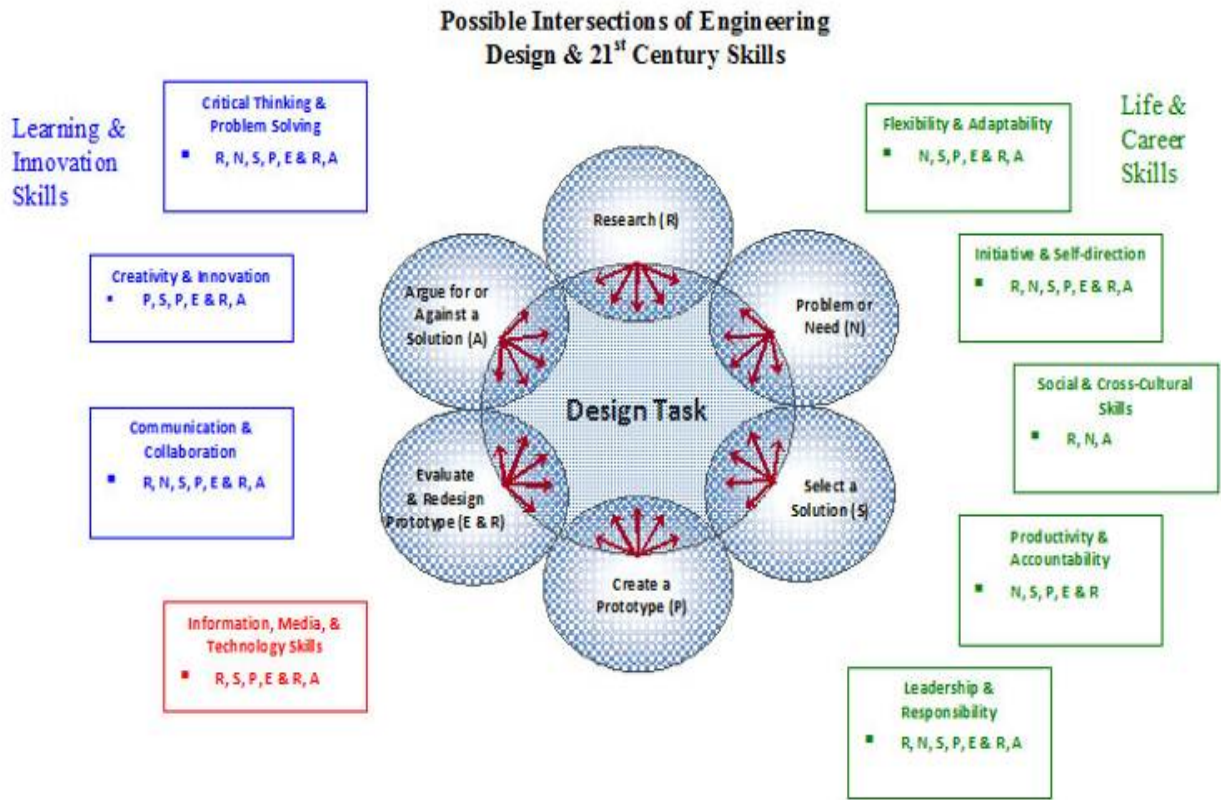 Possible Intersections of Engineering
Design & 21st Century Skills
Learning &
Innovation
Skills
Critical Thinking &
Problem Solving
▪ R, N, S, P, E & R, A
Creativity & Innovation
▪ P, S, P, E & R, A
Communication &
Collaboration
▪ R, N, S, P, E & R, A
Information, Media, &
Technology Skills
▪ R, S, P, E & R, A
Research (R)
Argue for or
Against a
Solution (A)
Problem or
Need (N)
Design Task
Evaluate
& Redesign
Prototype (E & R)
Select a
Solution (S)
Create a
Prototype (P)
Life &
Career
Skills
Flexibility & Adaptability
▪ N, S, P, E & R, A
Initiative & Self-direction
▪ R, N, S, P, E & R, A
Social & Cross-Cultural
Skills
▪ R, N, A
Productivity &
Accountability
▪ N, S, P, E & R
Leadership &
Responsibility
▪ R, N, S, P, E & R, A